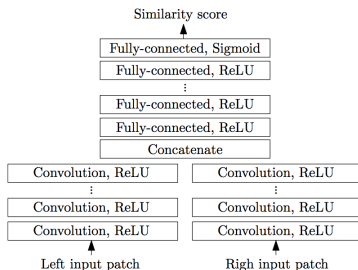 Similarity score
Fully-connected, Sigmoid
Fully-connected, ReLU
⋮
Fully-connected, ReLU
Fully-connected, ReLU
Concatenate
Convolution, ReLU Convolution, ReLU
⋮ ⋮
Convolution, ReLU Convolution, ReLU
Convolution, ReLU Convolution, ReLU
Left input patch Righ input patch